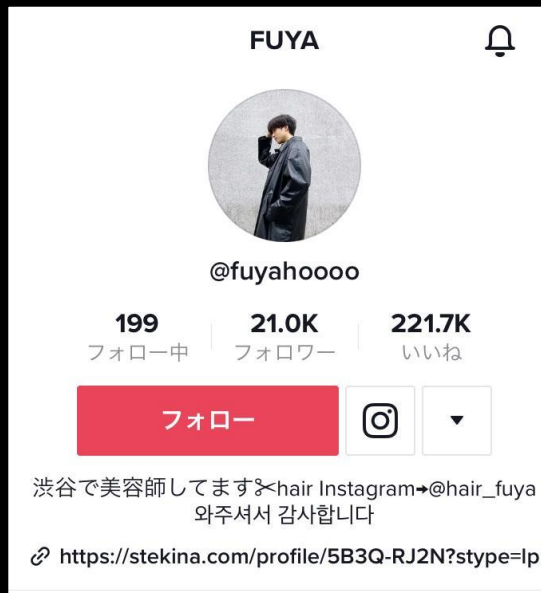 FUYA
@fuyahoooo
199 21.0K 221.7K
フォロー中 フォロワー いいね
フォロー
渋谷で美容師してます✂hair Instagram➡@hair_fuya
와주셔서 감사합니다
https://stekina.com/profile/5B3Q-RJ2N?stype=lp